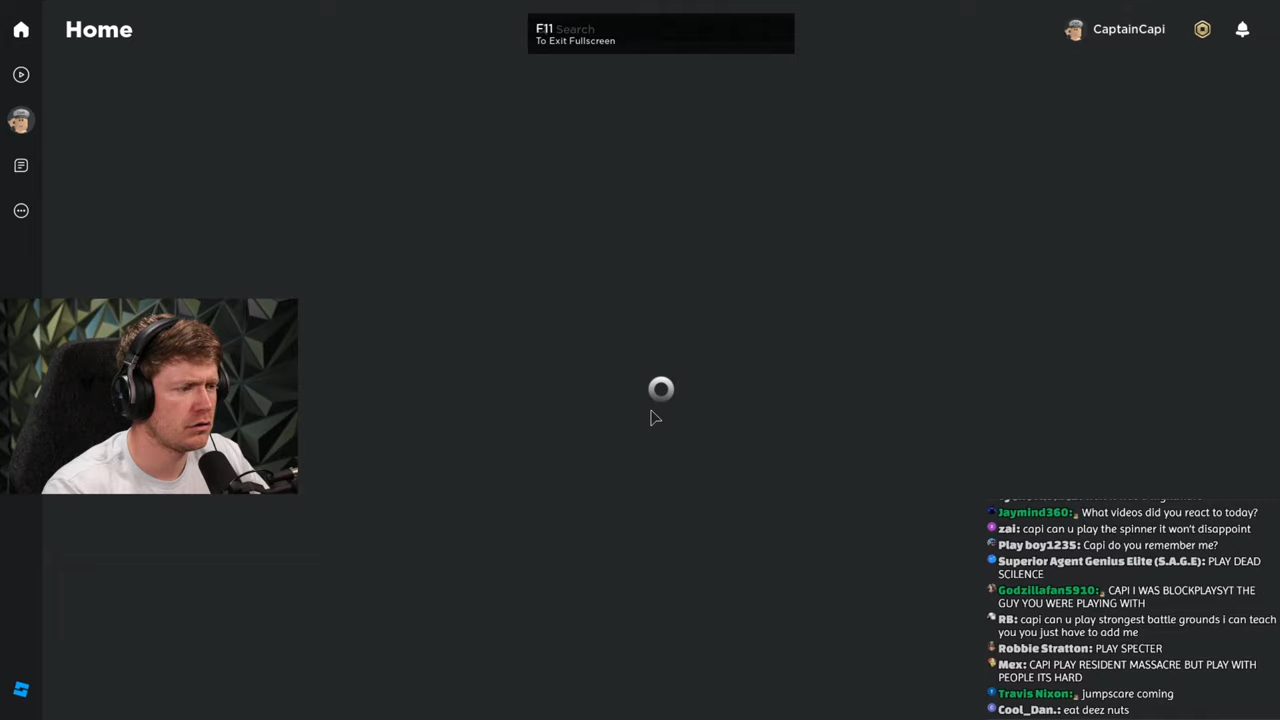 Home
F11 Search
To Exit Fullscreen
CaptainCapi
Jaymind360: What videos did you react to today?
zai: capi can u play the spinner it won't disappoint
Play boy1235: Capi do you remember me?
Superior Agent Genius Elite (S.A.G.E): PLAY DEAD
SCILENCE
Godzillafan5910: CAPI I WAS BLOCKPLAYSYT THE
GUY YOU WERE PLAYING WITH
RB: capi can u play strongest battle grounds i can teach
you you just have to add me
Robbie Stratton: PLAY SPECTER
Mex: CAPI PLAY RESIDENT MASSACRE BUT PLAY WITH
PEOPLE ITS HARD
Travis Nixon: Jumpscare coming
Cool_Dan.: eat deez nuts